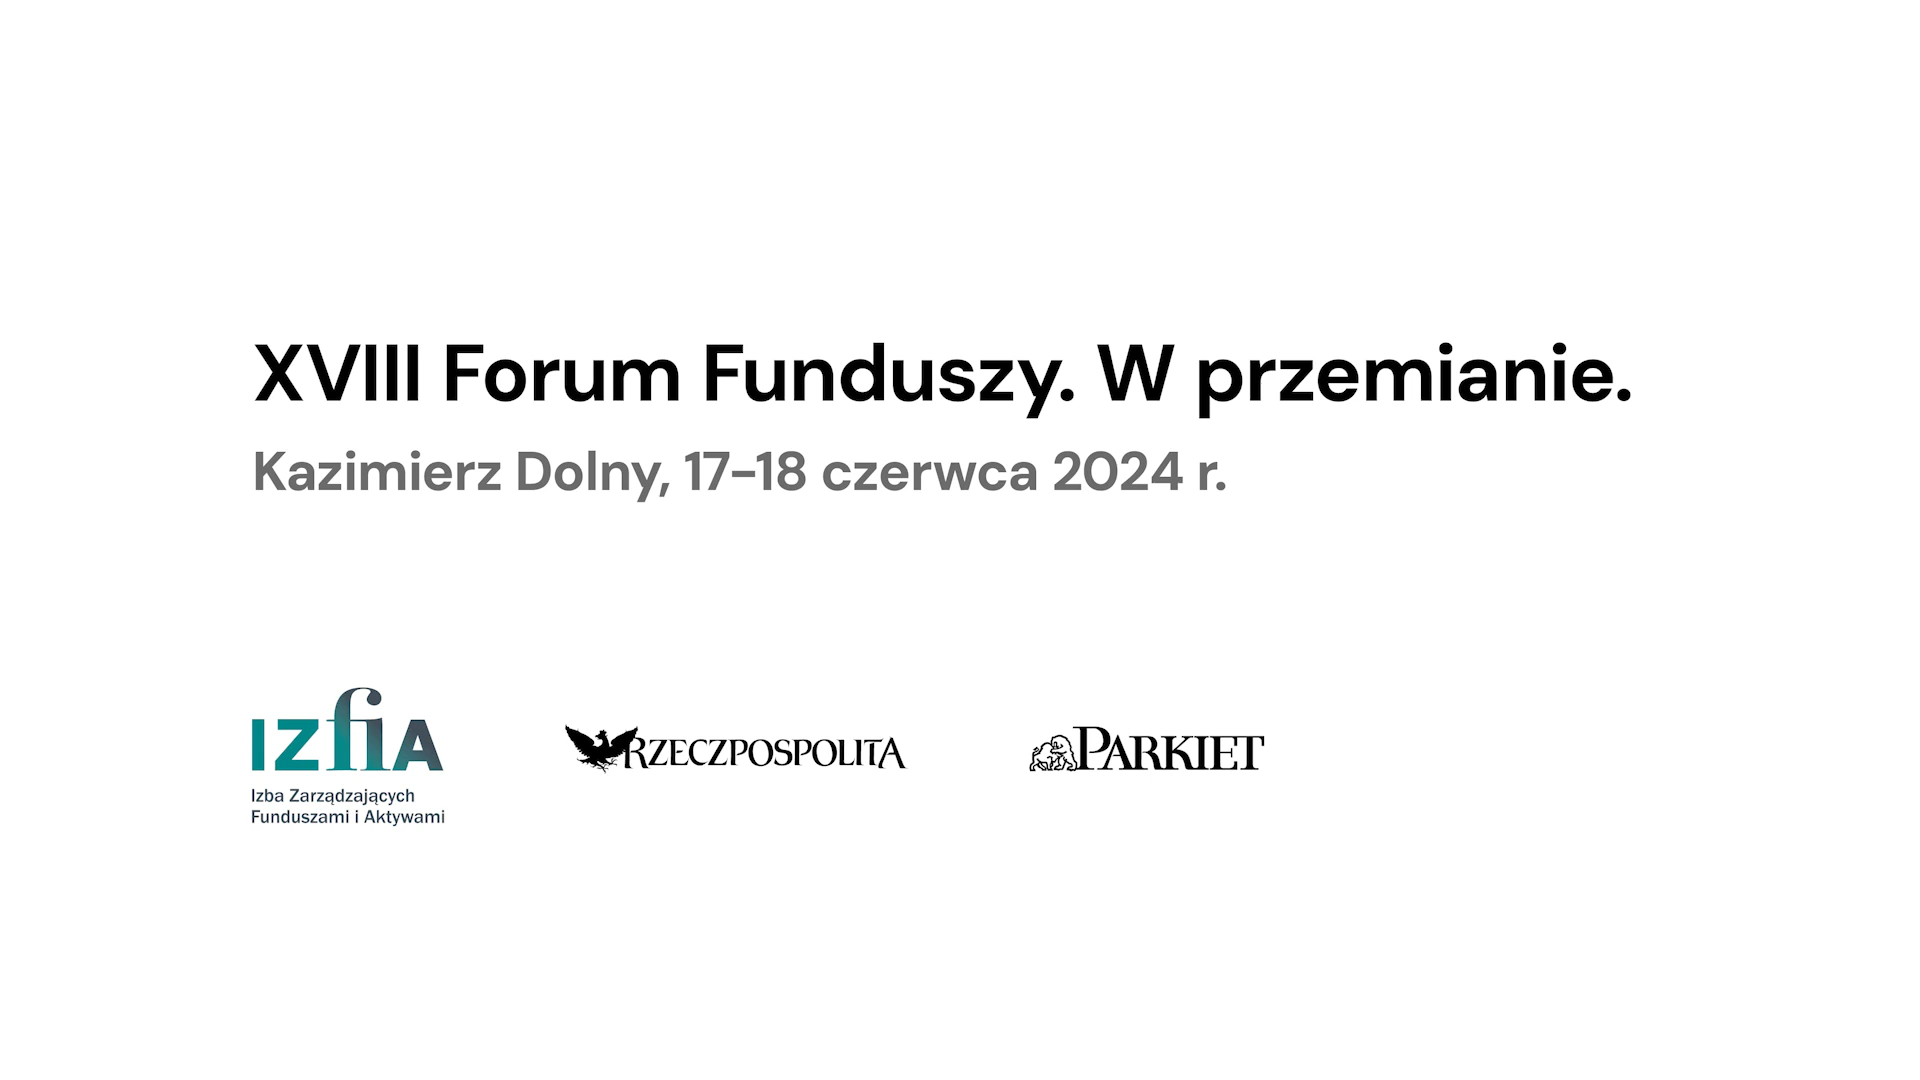 XVIII Forum Funduszy. W przemianie.
Kazimierz Dolny, 17–18 czerwca 2024 r.
IZfiA
Izba Zarządzających
Funduszami i Aktywami
RZECZPOSPOLITA
PARKIET